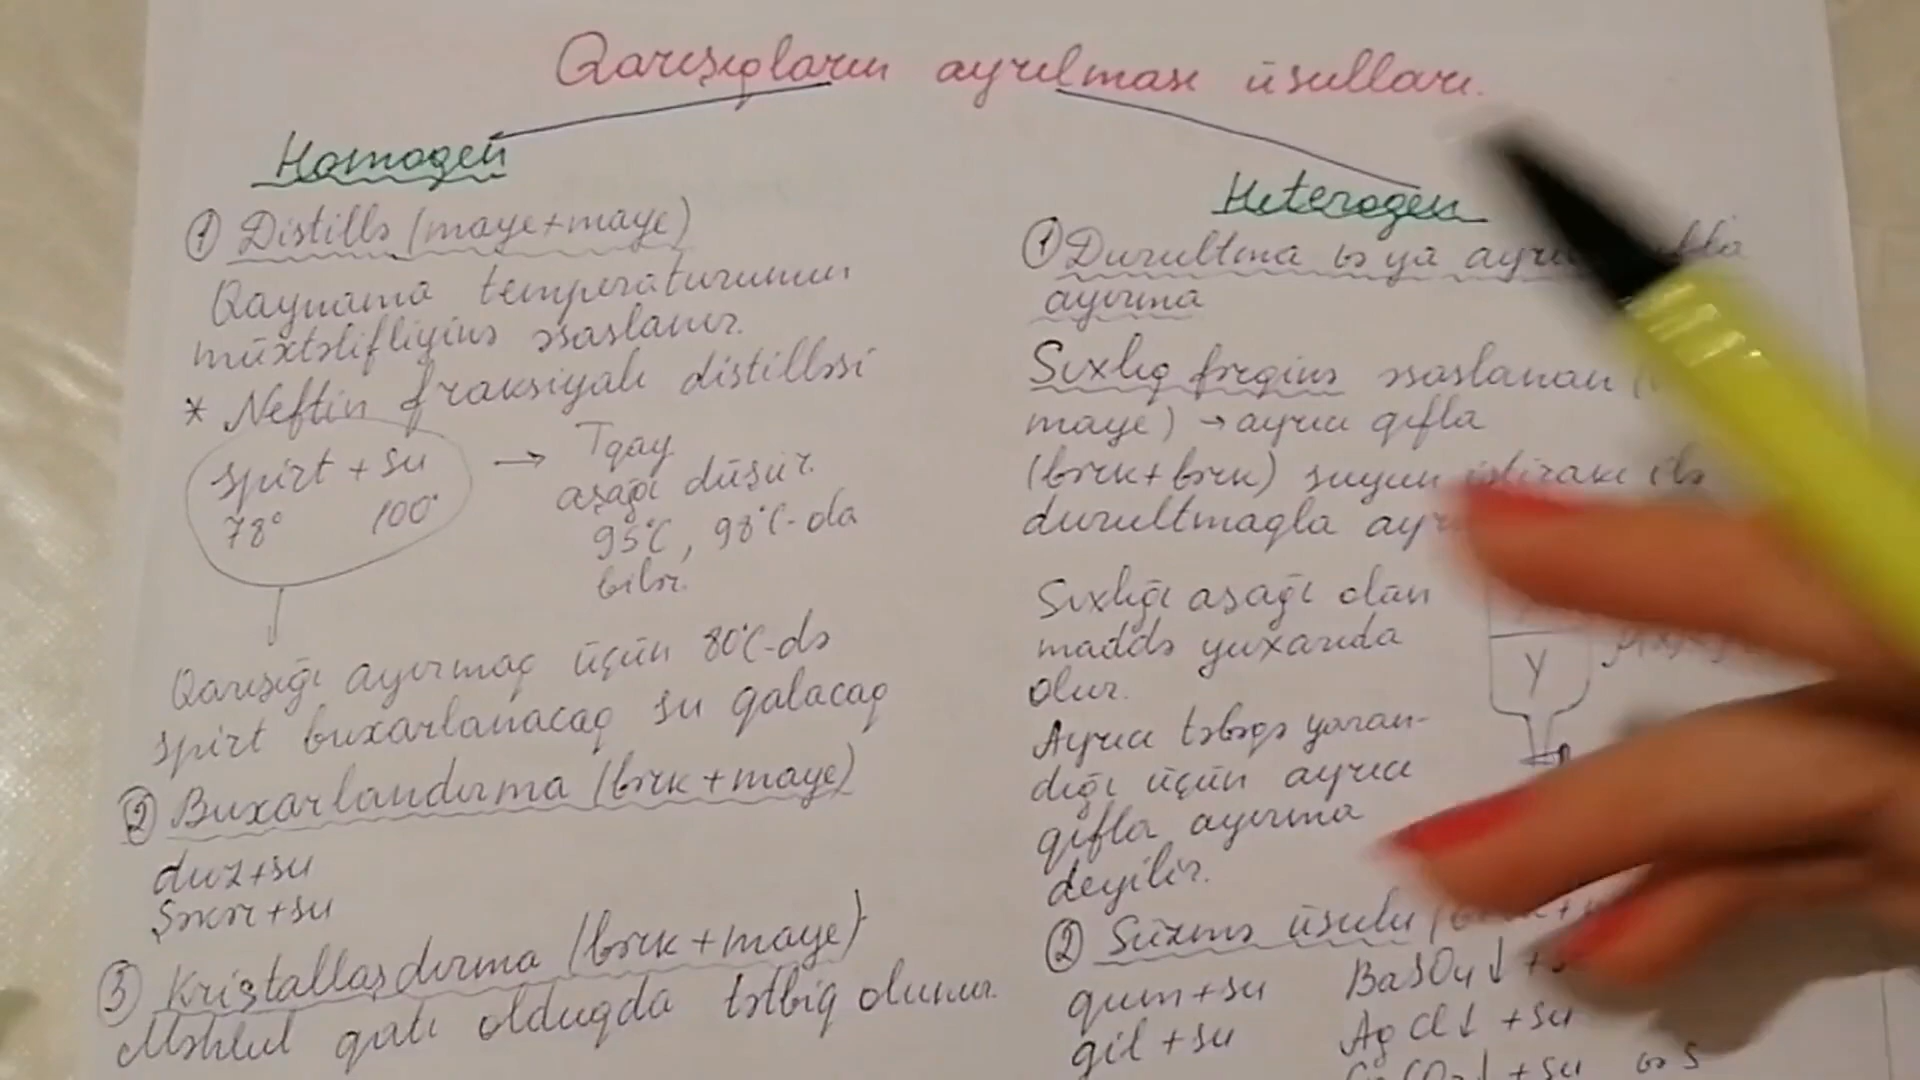 Qarışıqların ayrılması üsulları.
Homogen
① Distillə (maye+maye)
Qaynama temperaturunun
müxtəlifliyinə əsaslanır.
* Neftin fraksiyalı distilləsi
spirt + su
78° 100°
→ Tqay
aşağı düşür.
95°C, 98°C-də
bilər.
Qarışığı ayırmaq üçün 80°C-də
spirt buxarlanacaq su qalacaq
② Buxarlandırma (bərk+maye)
duz+su
Şəkər+su
③ Kristallaşdırma (bərk+maye)
Məhlul qatı olduqda tətbiq olunur.
Heterogen
① Durultma və ya
ayırma
Sıxlıq fərqinə əsaslanan
maye) → ayrıcı qıfla
(bərk+bərk) suyun iştirakı ilə
durultmaqla
Sıxlığı aşağı olan
maddə yuxarıda
olur.
Ayrıcı təbəqə yaran-
dığı üçün ayrıcı
qıfla ayırma
deyilir.
Y
② Süzmə üsulu
qum+su
gil+su
BaSO4↓ +
AgCl↓ + su
↓ + su və s